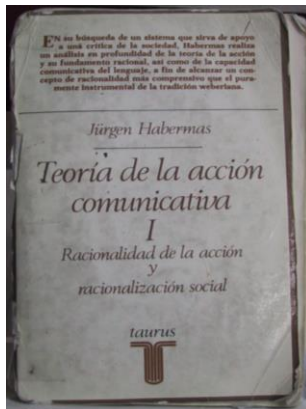 EN su búsqueda de un sistema que sirva de apoyo
a una crítica de la sociedad, Habermas realiza
un análisis en profundidad de la teoría de la acción
y su fundamento racional, así como de la capacidad
comunicativa del lenguaje, a fin de alcanzar un con-
cepto de racionalidad más comprensivo que el pura-
mente instrumental de la tradición weberiana.
Jürgen Habermas
Teoría de la acción
comunicativa
I
Racionalidad de la acción
y
racionalización social
taurus